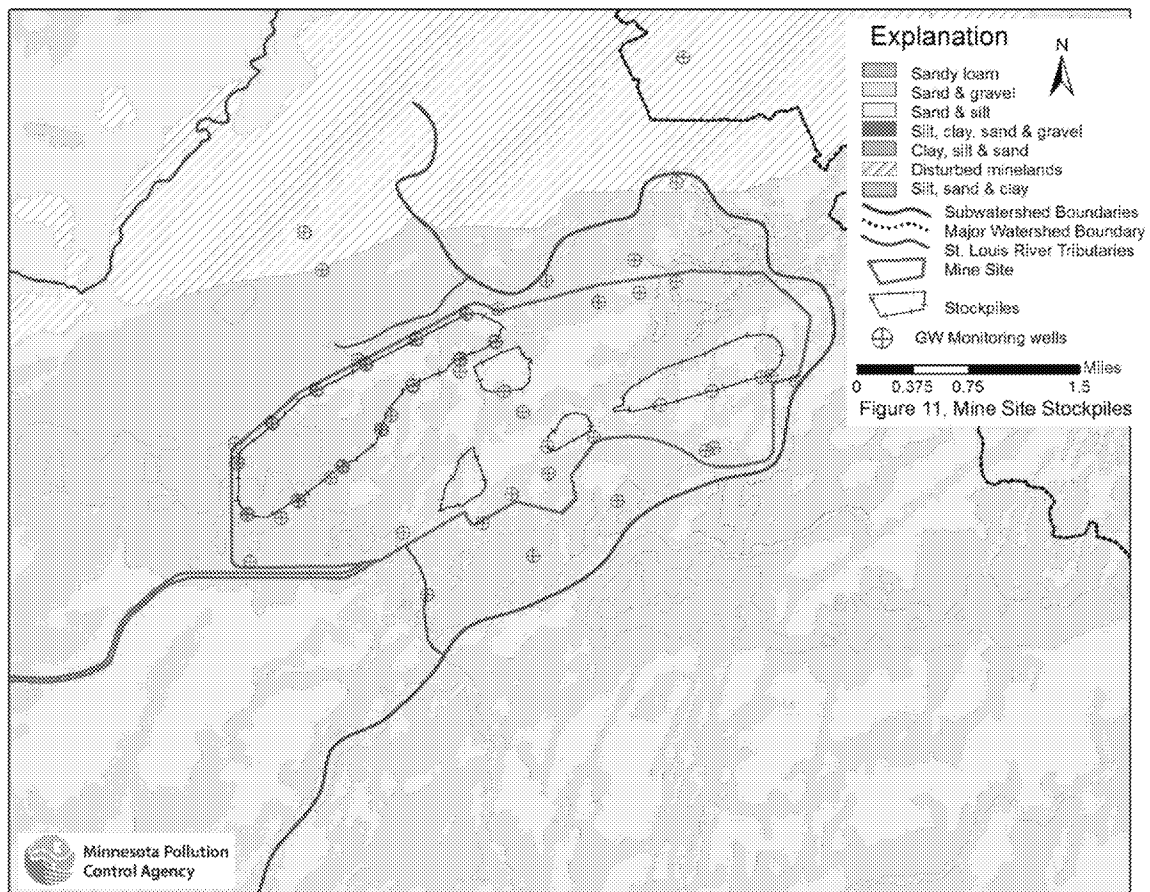 Explanation
N
Sandy loam
Sand & gravel
Sand & silt
Silt, clay, sand & gravel
Clay, silt & sand
Disturbed minelands
Silt, sand & clay
Subwatershed Boundaries
Major Watershed Boundary
St. Louis River Tributaries
Mine Site
Stockpiles
GW Monitoring wells
Miles
0 0.375 0.75 1.5
Figure 11. Mine Site Stockpiles
Minnesota Pollution
Control Agency